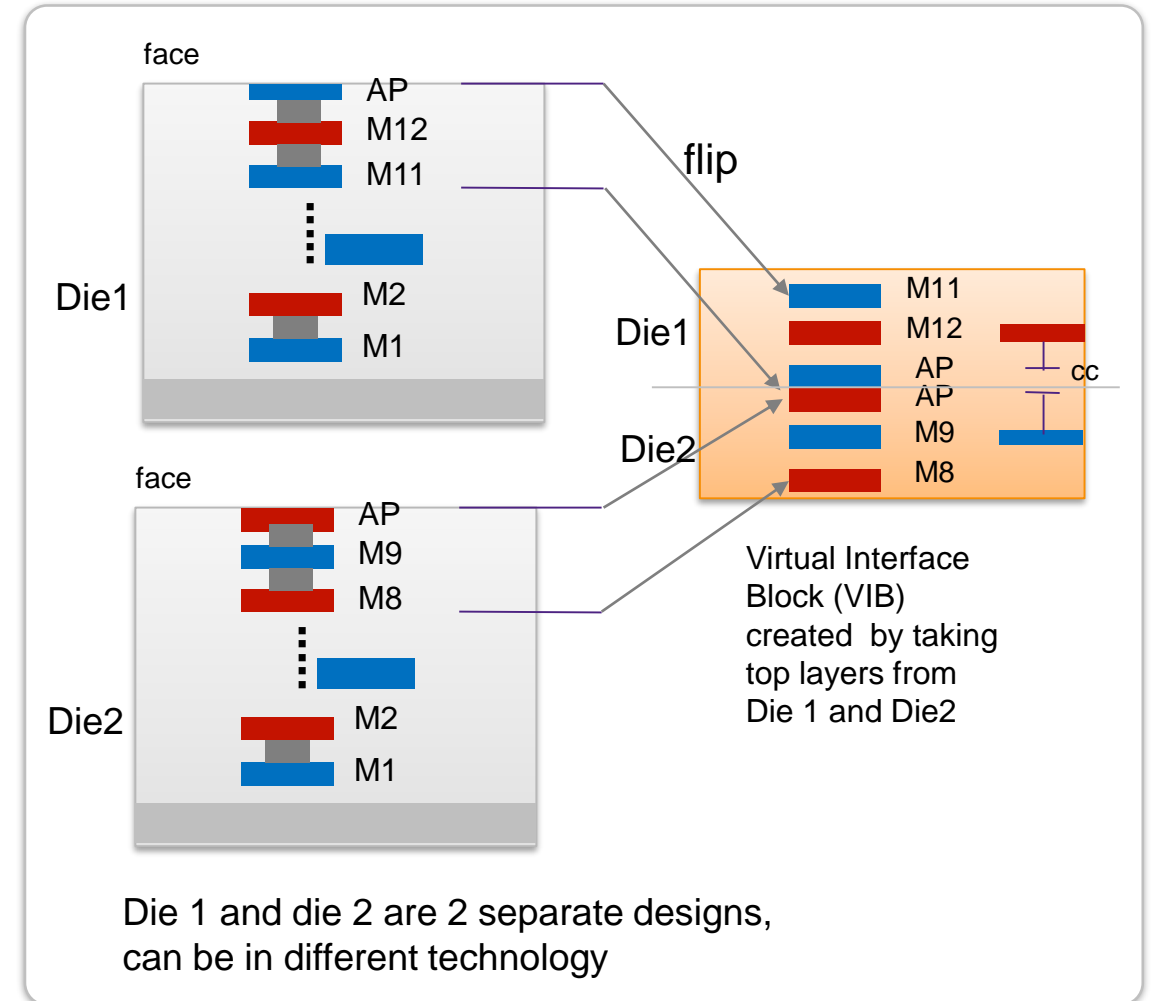 face
AP
M12
M11
flip
Die1
M2
M1
M11
Die1
M12
AP
cc
AP
Die2
M9
M8
face
AP
M9
M8
Die2
M2
M1
Virtual Interface
Block (VIB)
created by taking
top layers from
Die 1 and Die2
Die 1 and die 2 are 2 separate designs,
can be in different technology